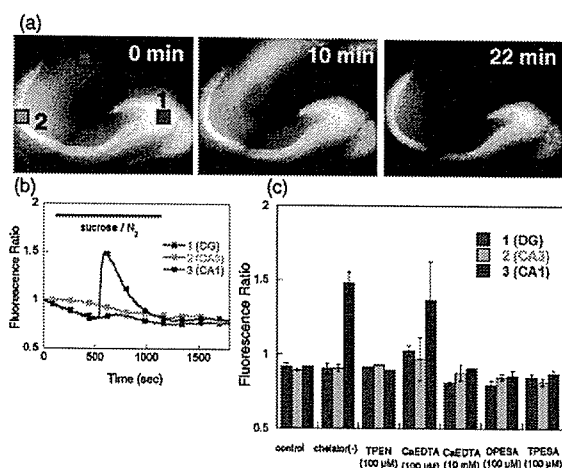 (a)
0 min
10 min
22 min
1
2
(b)
(c)
2
1.5
1
0.5
Fluorescence Ratio
sucrose / N2
1 (DG)
2 (CA3)
3 (CA1)
0 500 1000 1500
Time (sec)
2
1.5
1
0.5
Fluorescence Ratio
1 (DG)
2 (CA3)
3 (CA1)
control chelator(-) TPEN CaEDTA CaEDTA DPESA TPESA
(100 µM) (100 µM) (10 mM) (100 µM) (100 µM)